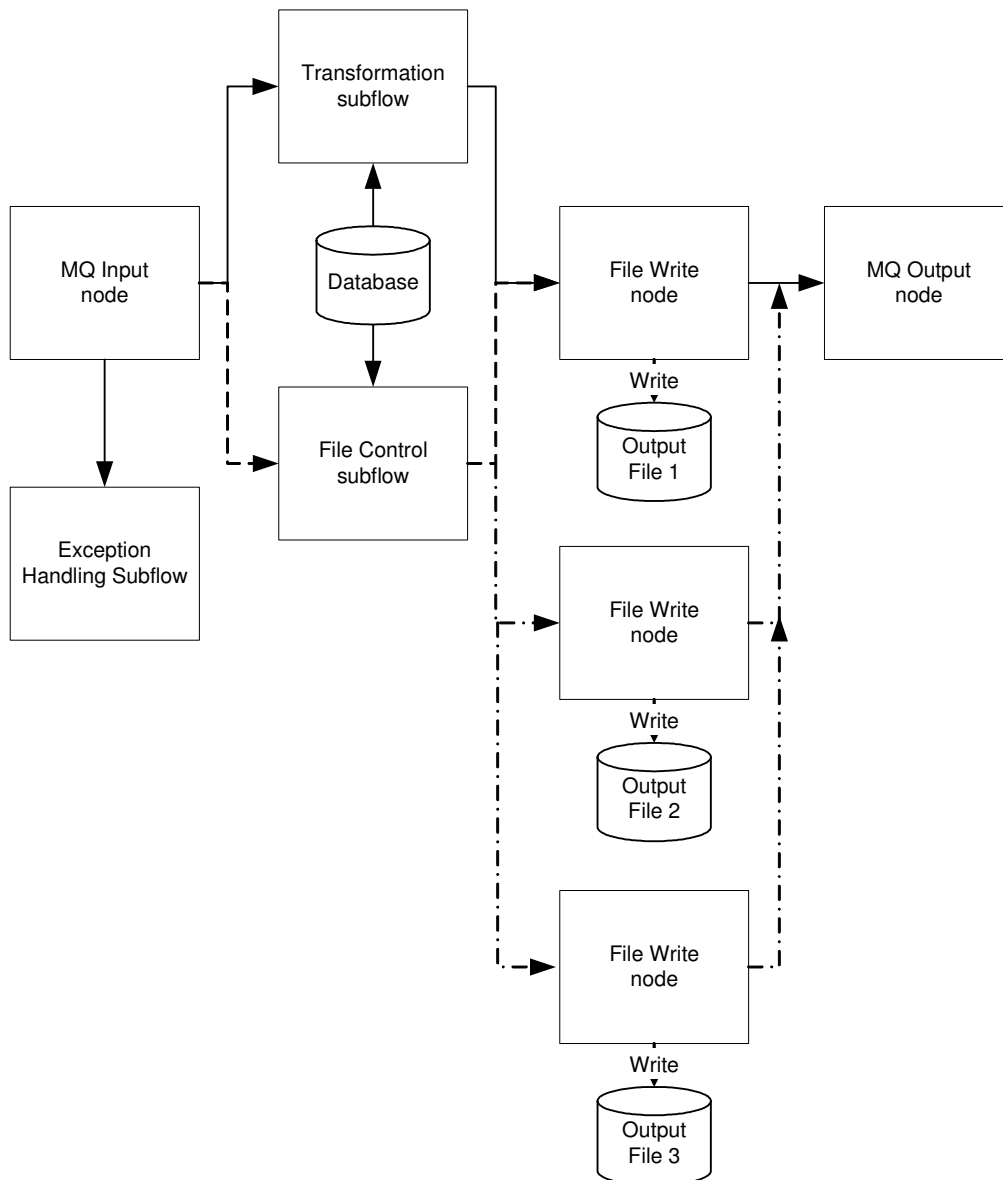 Transformation
subflow
MQ Input
node
Database
File Write
node
MQ Output
node
Write
Output
File 1
File Control
subflow
Exception
Handling Subflow
File Write
node
Write
Output
File 2
File Write
node
Write
Output
File 3